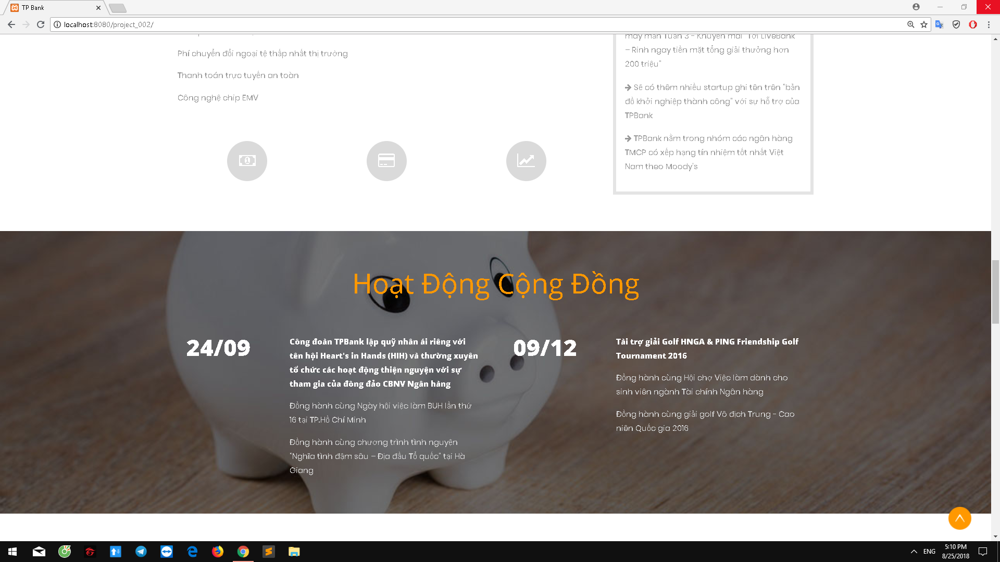 TP Bank
localhost:8080/project_002/
Phí chuyển đổi ngoại tệ thấp nhất thị trường
Thanh toán trực tuyến an toàn
Công nghệ chip EMV
may mắn Tuần 3 - Khuyến mãi "Tới LiveBank
– Rinh ngay tiền mặt tổng giải thưởng hơn
200 triệu"
Sẽ có thêm nhiều startup ghi tên trên "bản
đồ khởi nghiệp thành công" với sự hỗ trợ của
TPBank
TPBank nằm trong nhóm các ngân hàng
TMCP có xếp hạng tín nhiệm tốt nhất Việt
Nam theo Moody's
Hoạt Động Cộng Đồng
24/09
Công đoàn TPBank lập quỹ nhân ái riêng với
tên hội Heart's in Hands (HIH) và thường xuyên
tổ chức các hoạt động thiện nguyện với sự
tham gia của đông đảo CBNV Ngân hàng
Đồng hành cùng Ngày hội việc làm BUH lần thứ
16 tại TP.Hồ Chí Minh
Đồng hành cùng chương trình tình nguyện
"Nghĩa tình đậm sâu – Địa đầu Tổ quốc" tại Hà
Giang
09/12
Tài trợ giải Golf HNGA & PING Friendship Golf
Tournament 2016
Đồng hành cùng Hội chợ Việc làm dành cho
sinh viên ngành Tài chính Ngân hàng
Đồng hành cùng giải golf Vô địch Trung - Cao
niên Quốc gia 2016
ENG
5:10 PM
8/25/2018